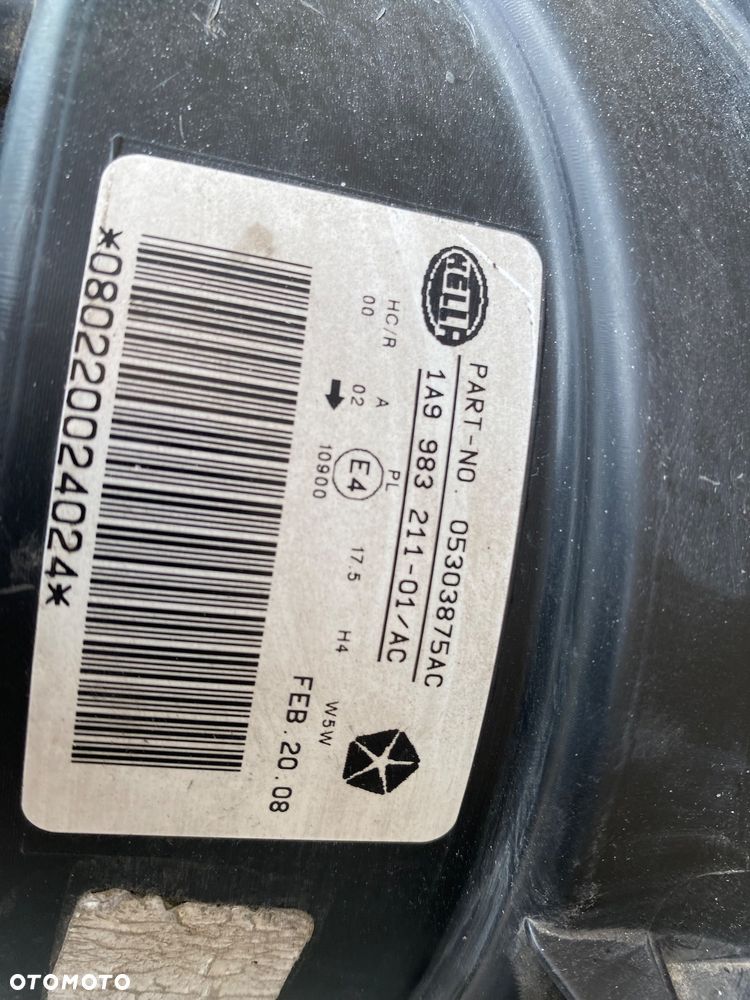 HELLA
PART-NO. 05303875AC
1A9 983 211-01/AC
HC/R A PL 17.5 H4 W5W
00 02 E4
10900
FEB.20.08
*080220024024*
OTOMOTO